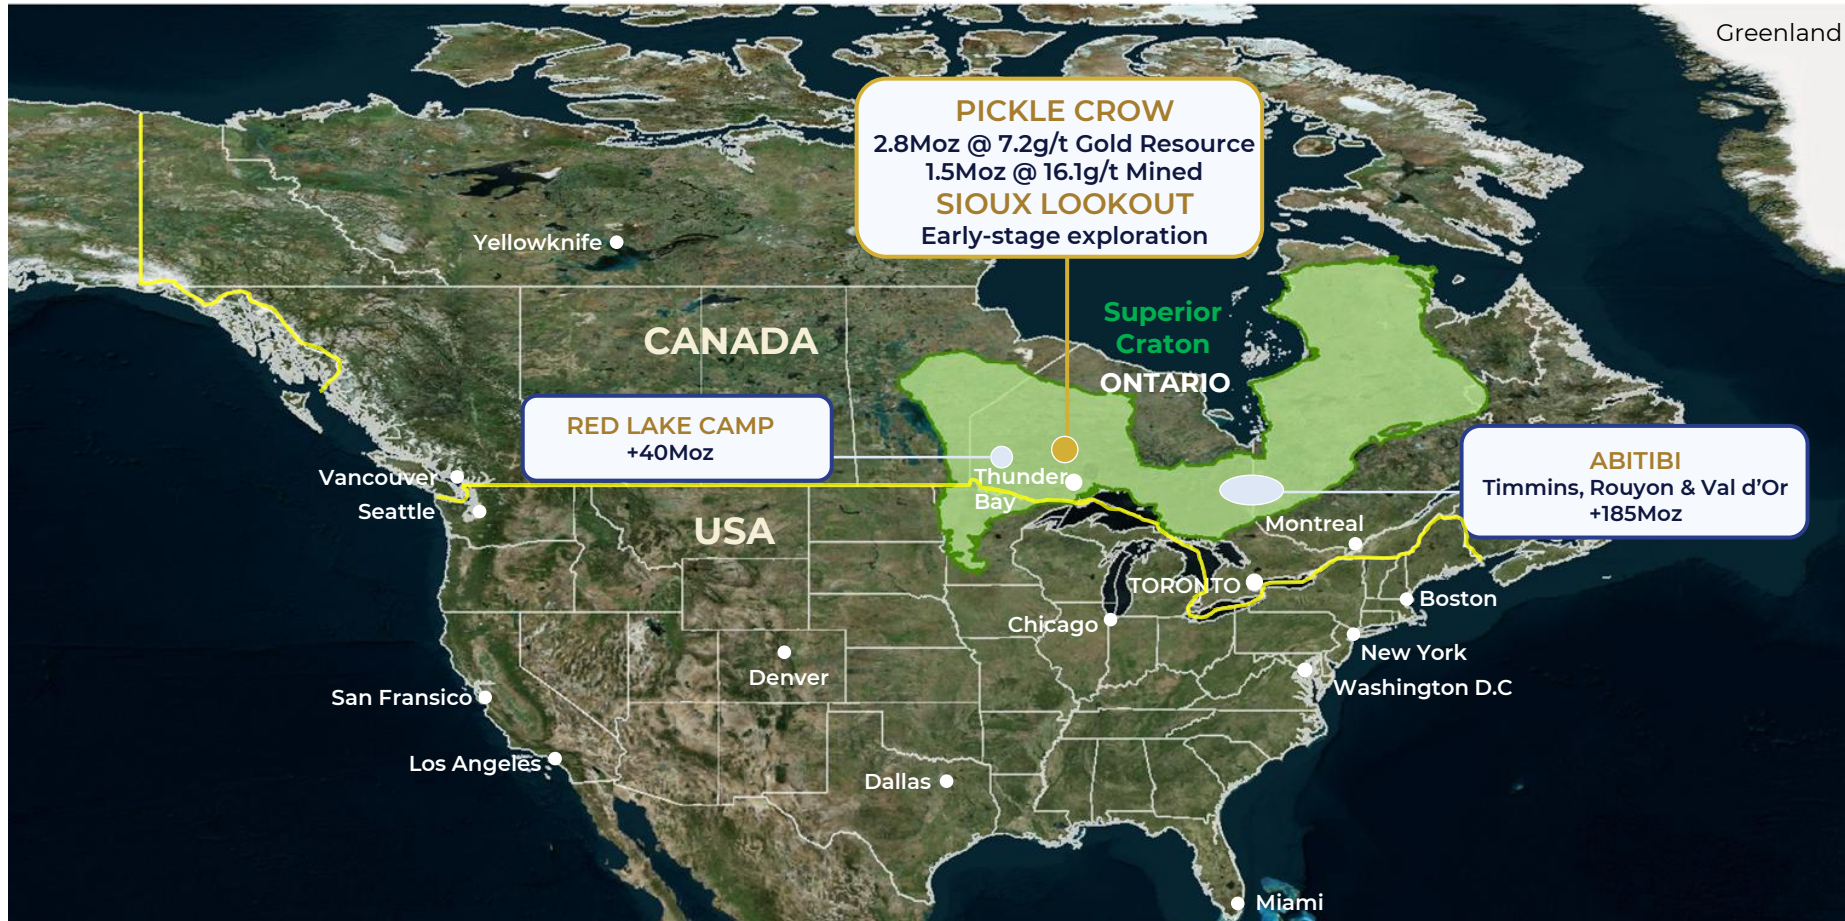 Greenland
PICKLE CROW
2.8Moz @ 7.2g/t Gold Resource
1.5Moz @ 16.1g/t Mined
SIOUX LOOKOUT
Early-stage exploration
Yellowknife
Superior
Craton
CANADA
ONTARIO
RED LAKE CAMP
+40Moz
ABITIBI
Timmins, Rouyon & Val d’Or
+185Moz
Vancouver
Thunder
Bay
Seattle
USA
Montreal
TORONTO
Boston
Chicago
New York
Denver
Washington D.C
San Fransico
Los Angeles
Dallas
Miami